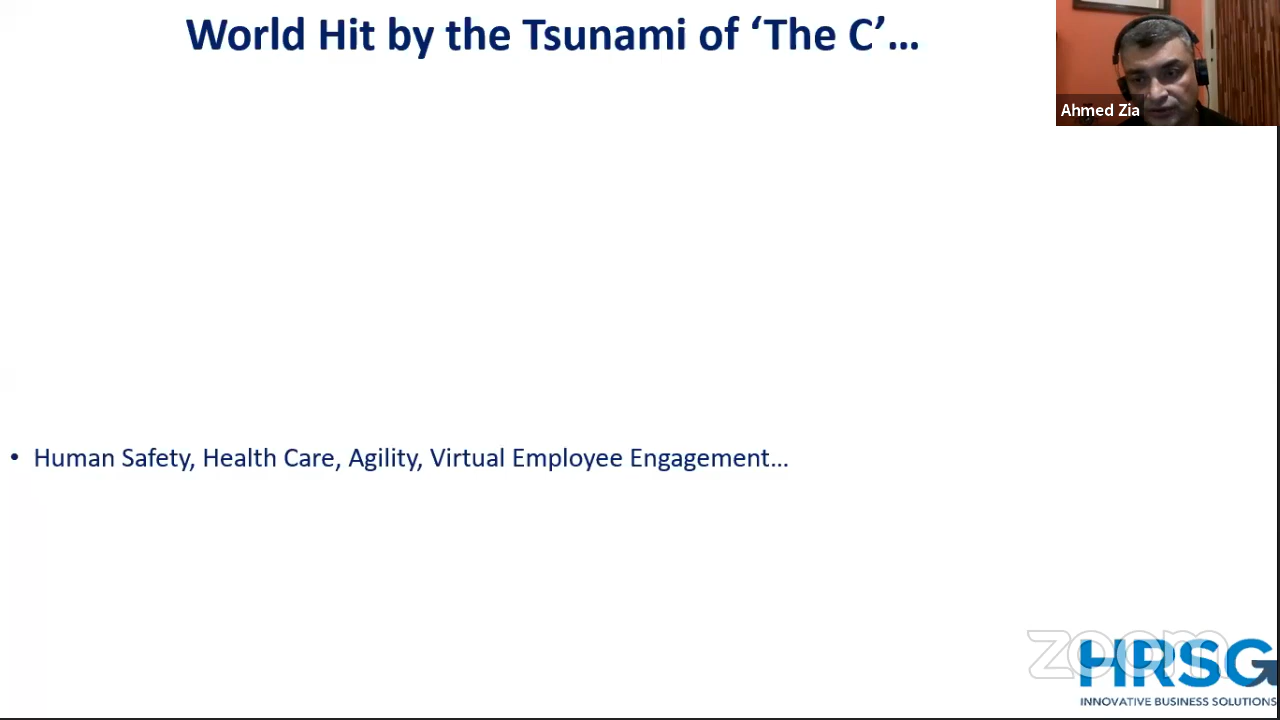 World Hit by the Tsunami of ‘The C’…
Ahmed Zia
• Human Safety, Health Care, Agility, Virtual Employee Engagement…
zoom
HRSG
INNOVATIVE BUSINESS SOLUTIONS